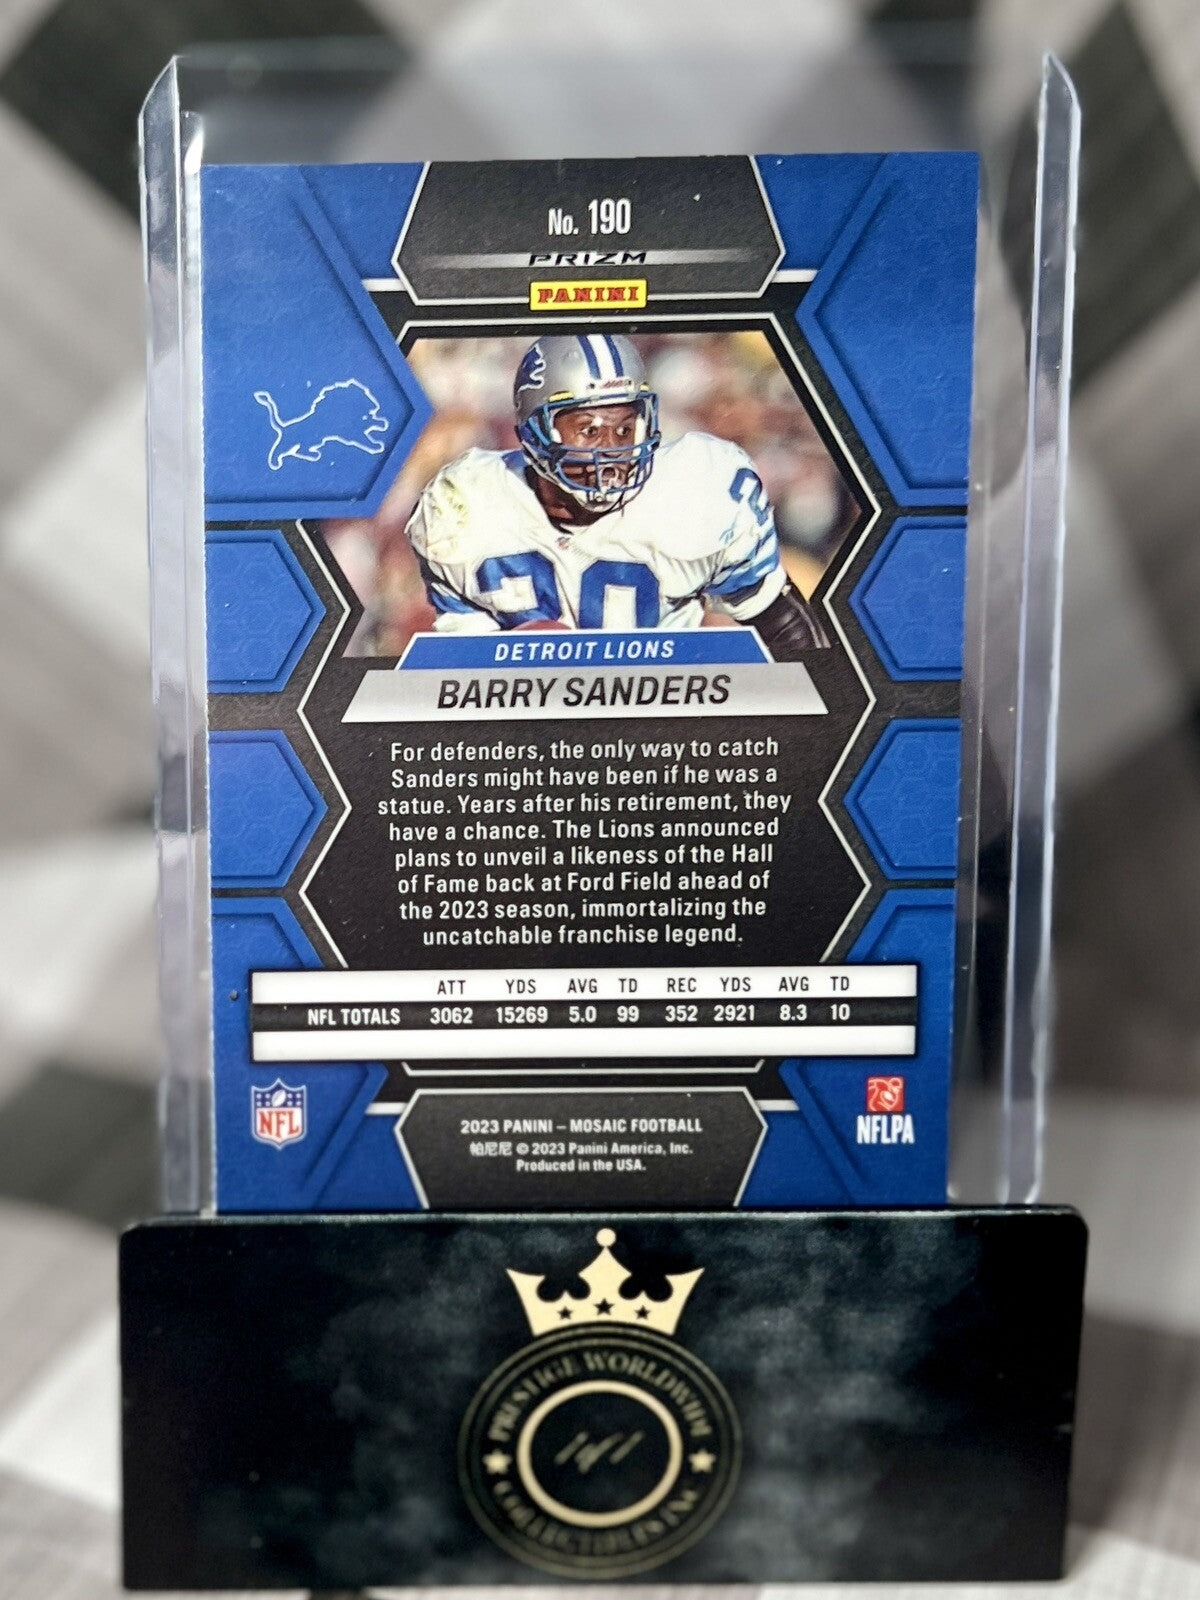 No. 190
PRIZM
PANINI
20
2
DETROIT LIONS
BARRY SANDERS
For defenders, the only way to catch
Sanders might have been if he was a
statue. Years after his retirement, they
have a chance. The Lions announced
plans to unveil a likeness of the Hall
of Fame back at Ford Field ahead of
the 2023 season, immortalizing the
uncatchable franchise legend.
ATT YDS AVG TD REC YDS AVG TD
NFL TOTALS 3062 15269 5.0 99 352 2921 8.3 10
NFL
NFLPA
2023 PANINI – MOSAIC FOOTBALL
帕尼尼 © 2023 Panini America, Inc.
Produced in the USA.
PRESTIGE WORLDWIDE
1of1
COLLECTIBLES INC